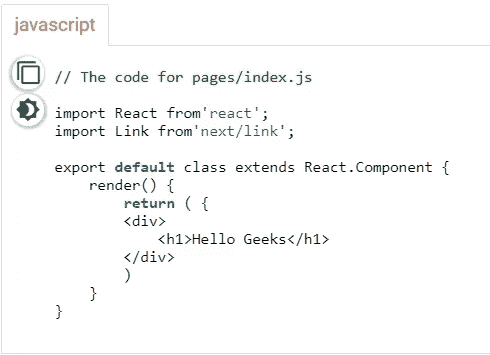 javascript
// The code for pages/index.js
import React from'react';
import Link from'next/link';
export default class extends React.Component {
render() {
return ( {
<div>
<h1>Hello Geeks</h1>
</div>
)
}
}